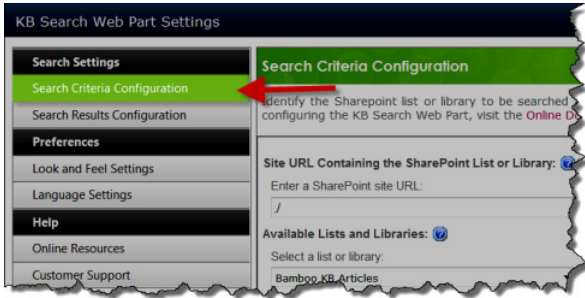 KB Search Web Part Settings
Search Settings
Search Criteria Configuration
Search Results Configuration
Preferences
Look and Feel Settings
Language Settings
Help
Online Resources
Customer Support
Search Criteria Configuration
Identify the Sharepoint list or library to be searched
configuring the KB Search Web Part, visit the Online
Site URL Containing the SharePoint List or Library:
Enter a SharePoint site URL:
./
Available Lists and Libraries:
Select a list or library:
Bamboo KB Articles